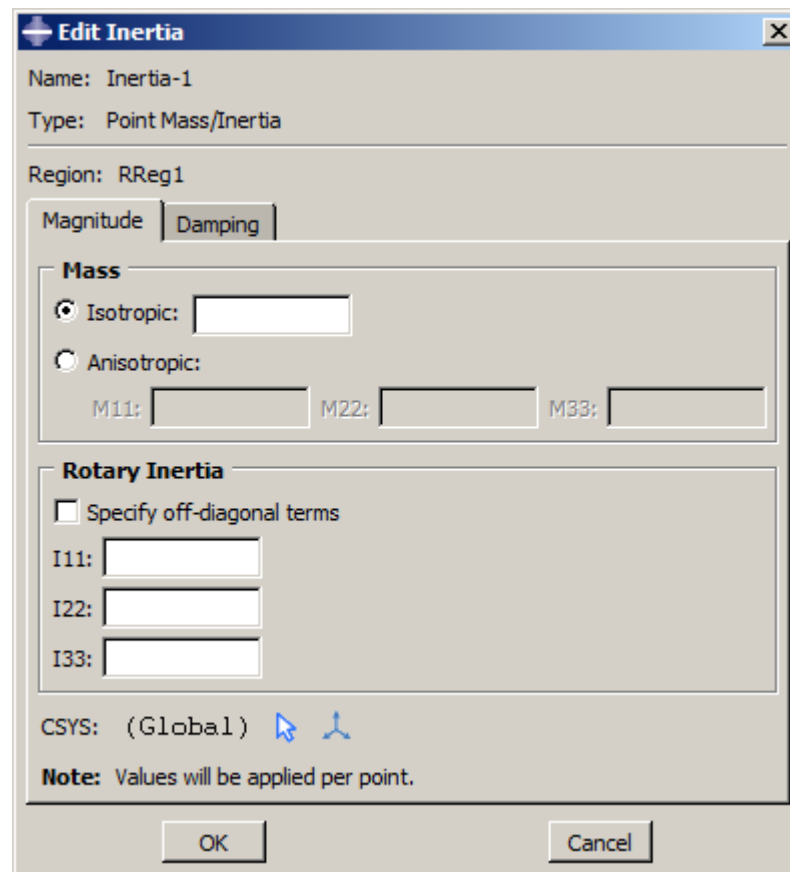 Edit Inertia
Name: Inertia-1
Type: Point Mass/Inertia
Region: RReg1
Magnitude Damping
Mass
Isotropic:
Anisotropic:
M11: M22: M33:
Rotary Inertia
Specify off-diagonal terms
I11:
I22:
I33:
CSYS: (Global)
Note: Values will be applied per point.
OK Cancel